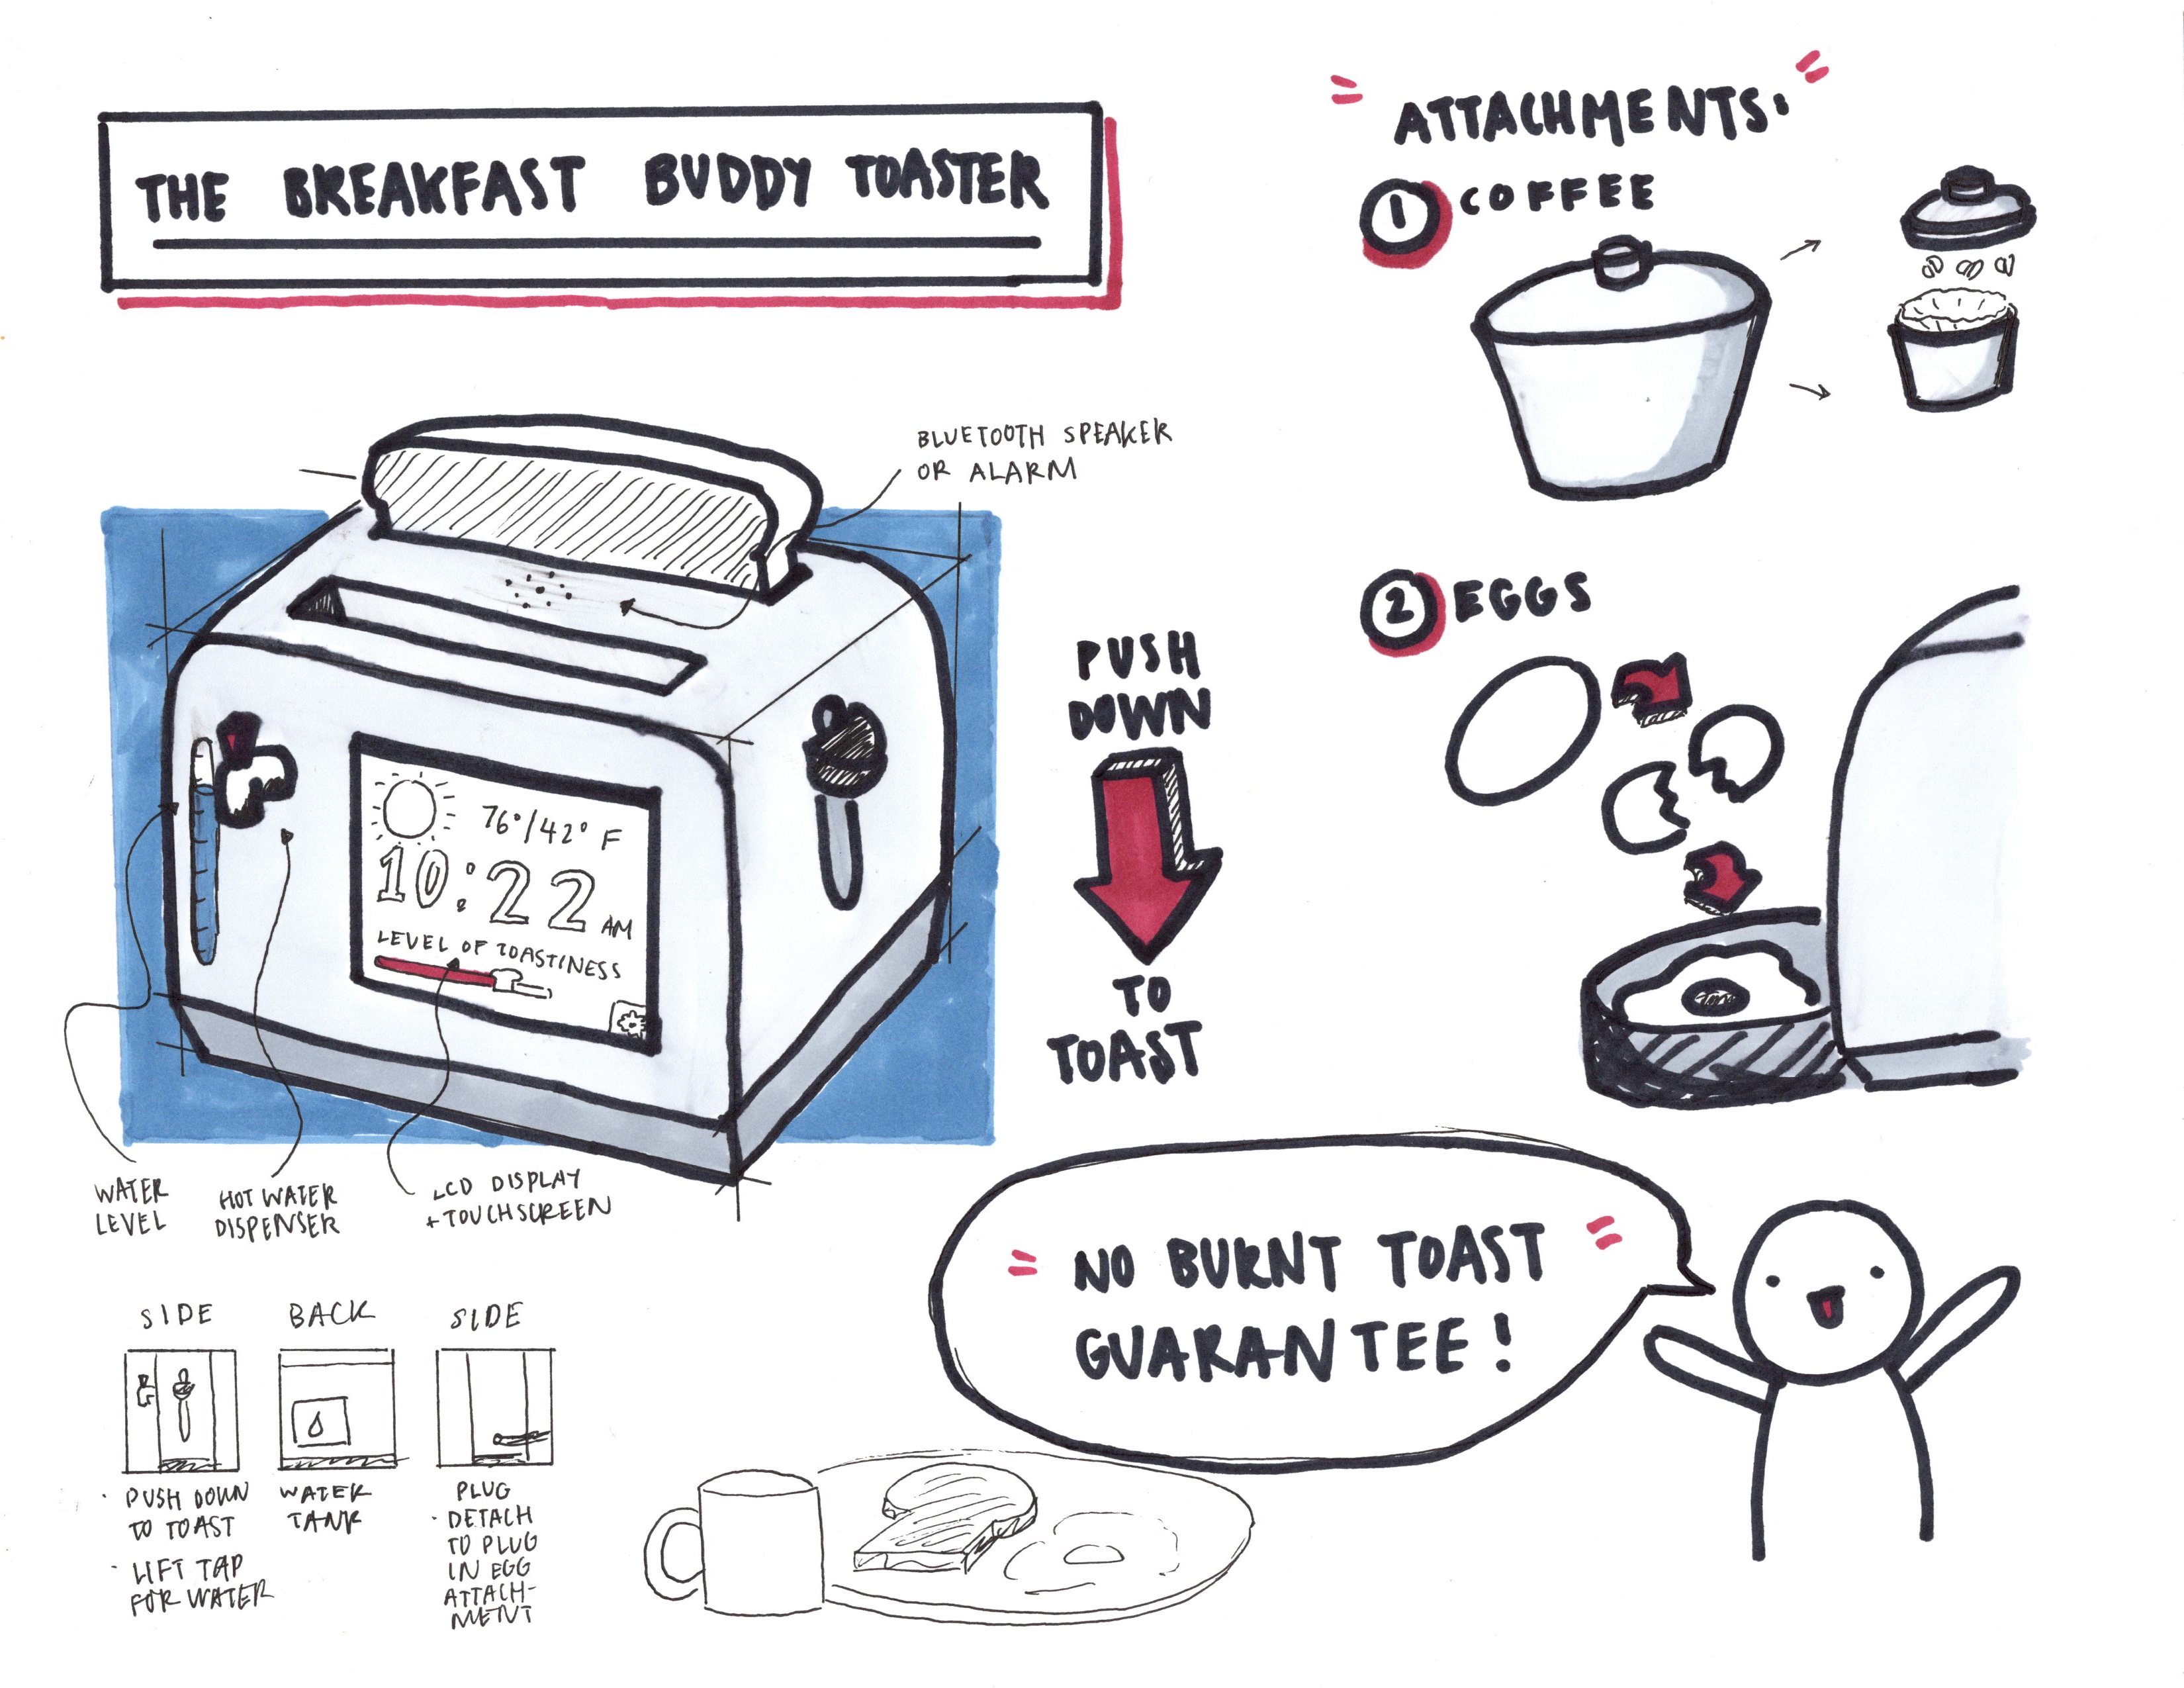 THE BREAKFAST BUDDY TOASTER
ATTACHMENTS:
1 COFFEE
BLUETOOTH SPEAKER
OR ALARM
76°/42° F
10:22 AM
LEVEL OF TOASTINESS
PUSH
DOWN
TO
TOAST
2 EGGS
WATER
LEVEL
HOT WATER
DISPENSER
LCD DISPLAY
+ TOUCHSCREEN
NO BURNT TOAST
GUARANTEE!
SIDE
· PUSH DOWN
TO TOAST
· LIFT TAP
FOR WATER
BACK
WATER
TANK
SIDE
PLUG
· DETACH
TO PLUG
IN EGG
ATTACH-
MENT